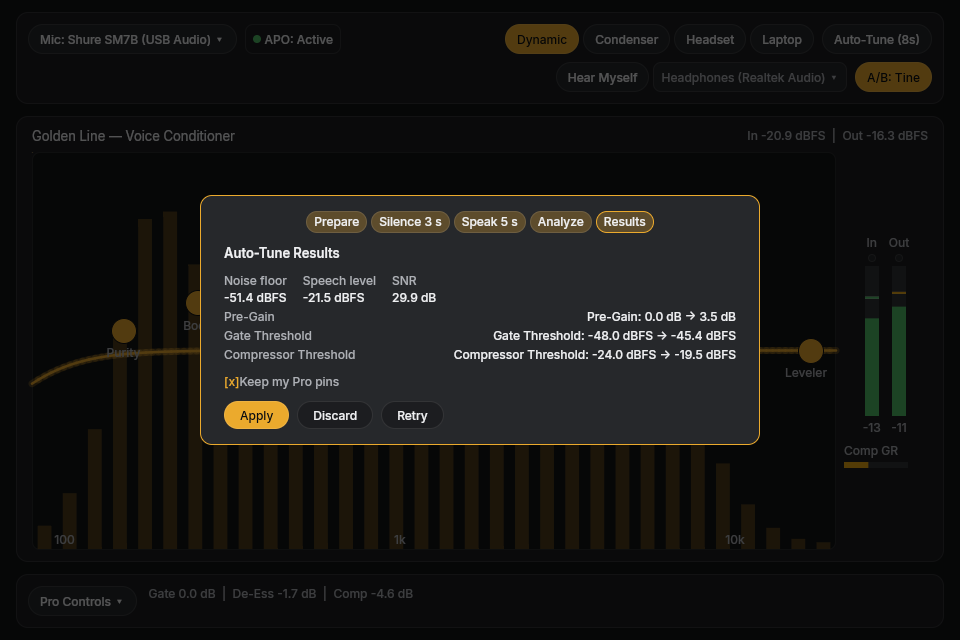 Mic: Shure SM7B (USB Audio) ▾
APO: Active
Dynamic
Condenser
Headset
Laptop
Auto-Tune (8s)
Hear Myself
Headphones (Realtek Audio) ▾
A/B: Tine
Golden Line — Voice Conditioner
In -20.9 dBFS | Out -16.3 dBFS
Prepare
Silence 3 s
Speak 5 s
Analyze
Results
Auto-Tune Results
Noise floor
Speech level
SNR
-51.4 dBFS
-21.5 dBFS
29.9 dB
Pre-Gain
Pre-Gain: 0.0 dB → 3.5 dB
Gate Threshold
Gate Threshold: -48.0 dBFS → -45.4 dBFS
Compressor Threshold
Compressor Threshold: -24.0 dBFS → -19.5 dBFS
[x]Keep my Pro pins
Apply
Discard
Retry
Purity
Leveler
In
Out
-13
-11
Comp GR
100
1k
10k
Pro Controls ▾
Gate 0.0 dB | De-Ess -1.7 dB | Comp -4.6 dB